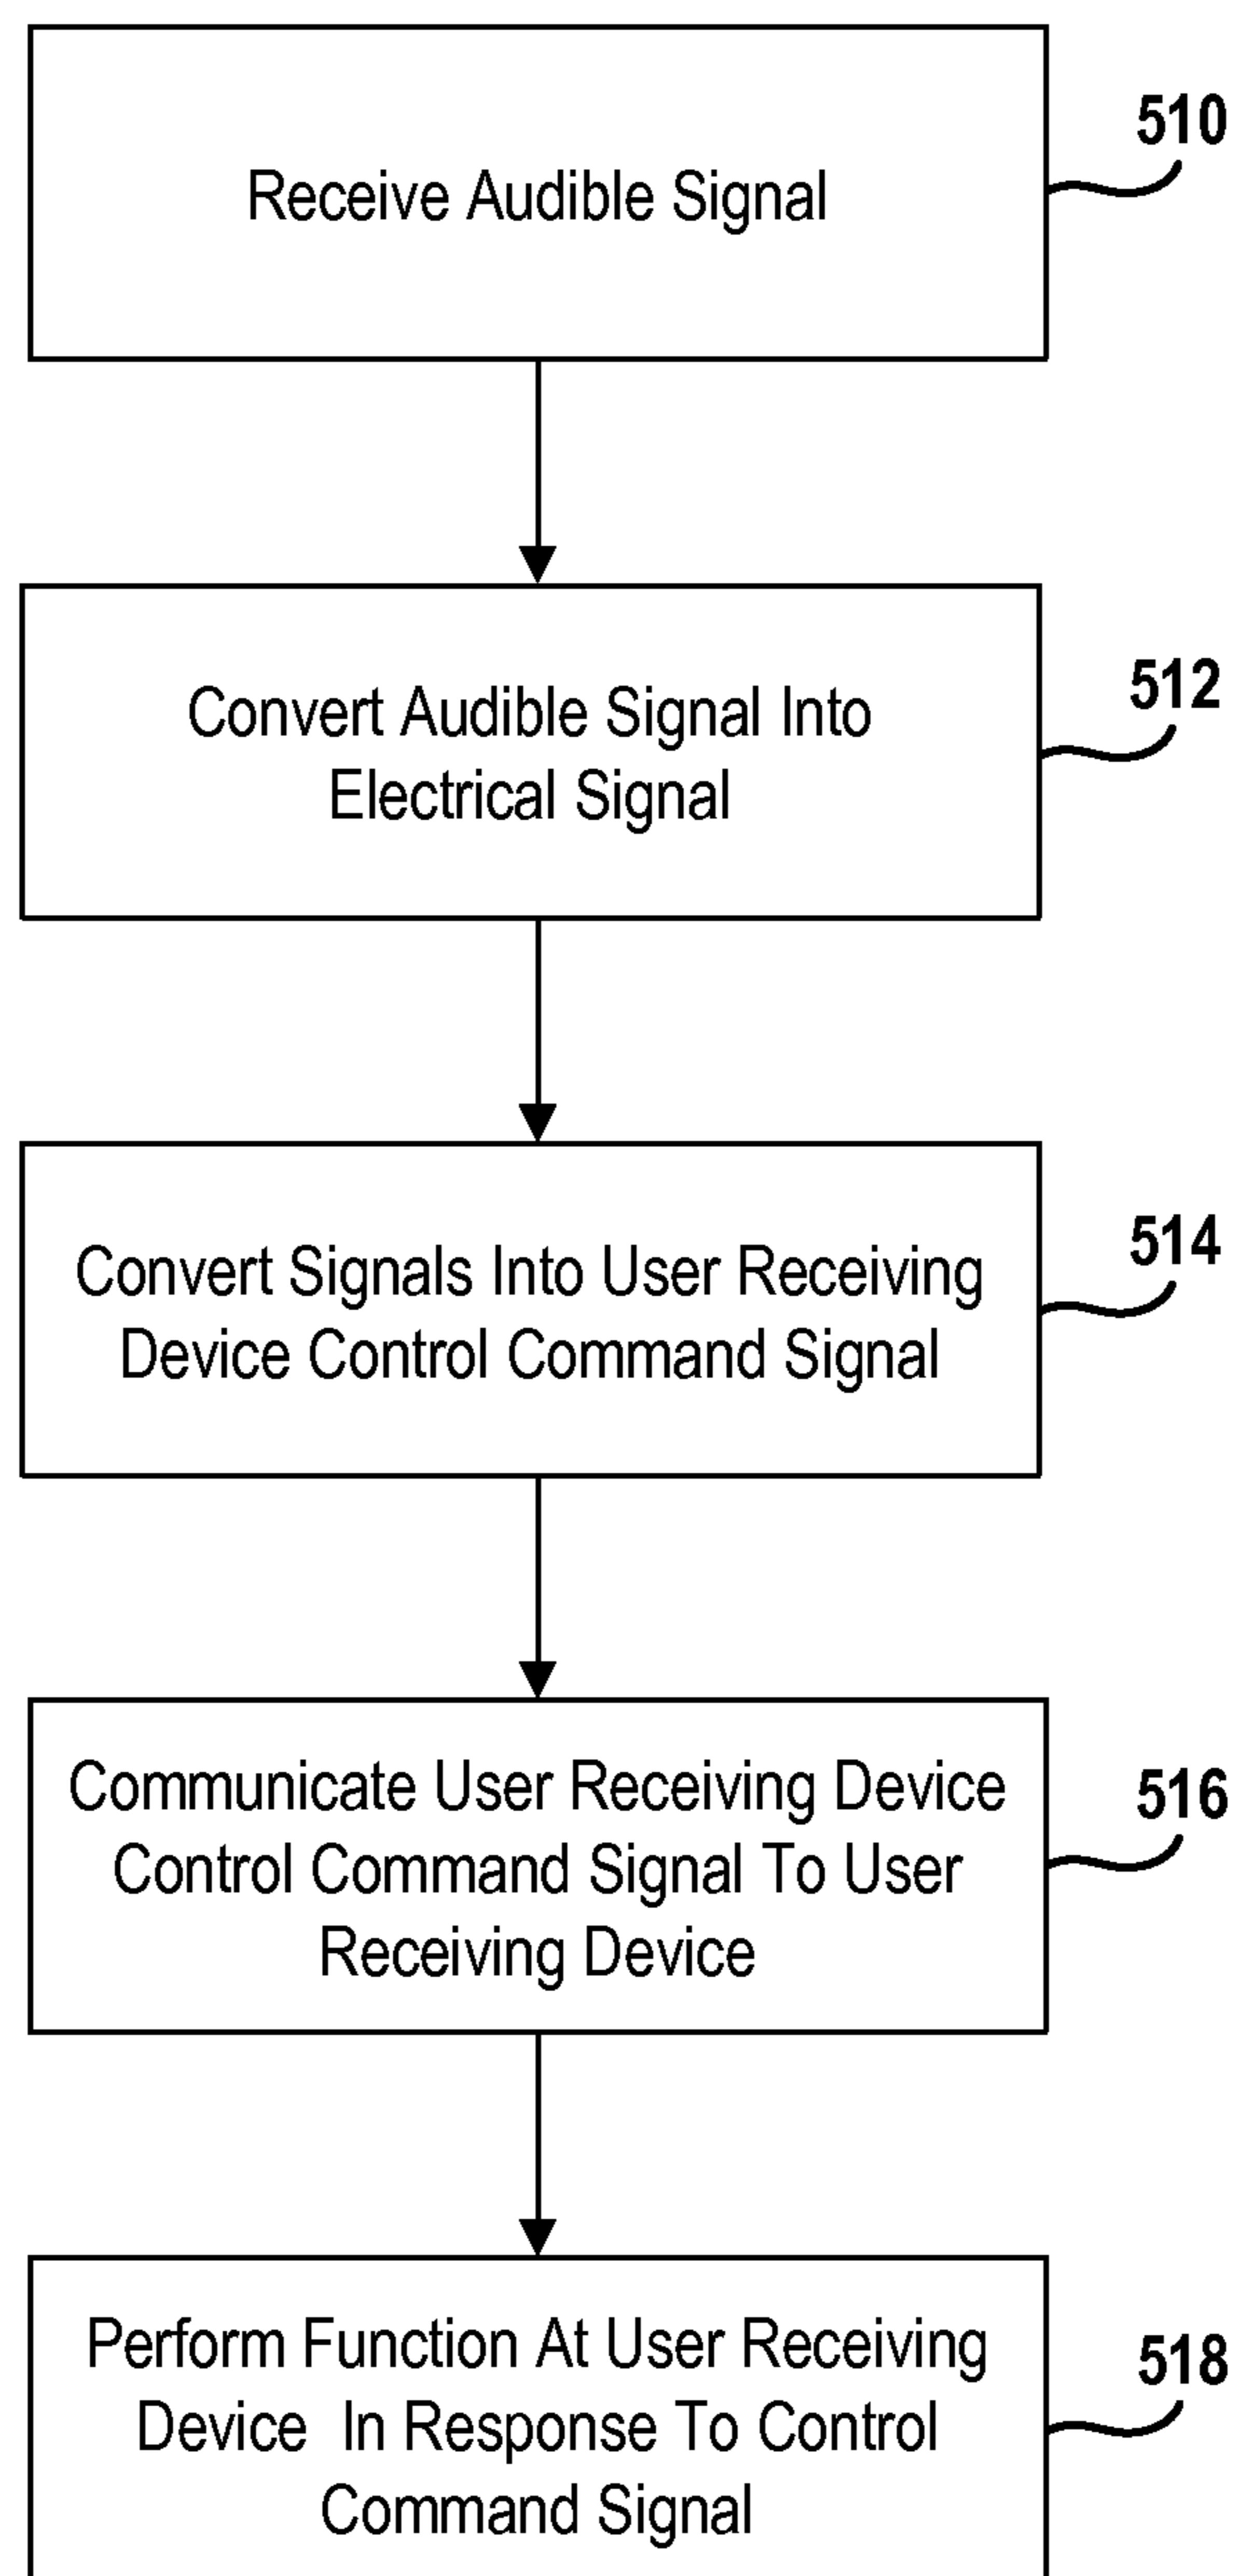 510
Receive Audible Signal
512
Convert Audible Signal Into
Electrical Signal
514
Convert Signals Into User Receiving
Device Control Command Signal
516
Communicate User Receiving Device
Control Command Signal To User
Receiving Device
518
Perform Function At User Receiving
Device In Response To Control
Command Signal